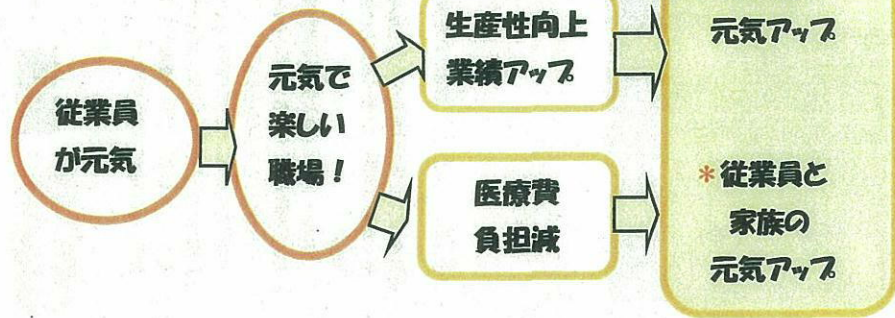 従業員
が元気
元気で
楽しい
職場！
生産性向上
業績アップ
医療費
負担減
元気アップ
*従業員と
家族の
元気アップ